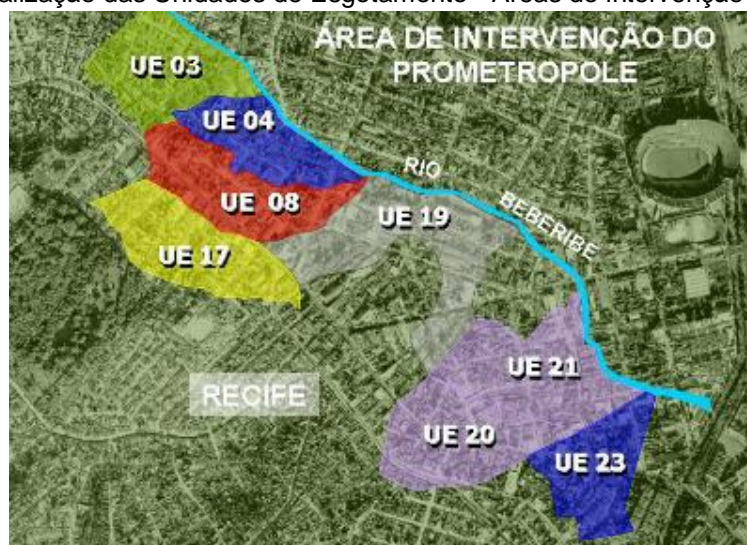 ÁREA DE INTERVENÇÃO DO
PROMETROPOLE
UE 03
UE 04
RIO
BEBERIBE
UE 08
UE 19
UE 17
UE 21
RECIFE
UE 20
UE 23